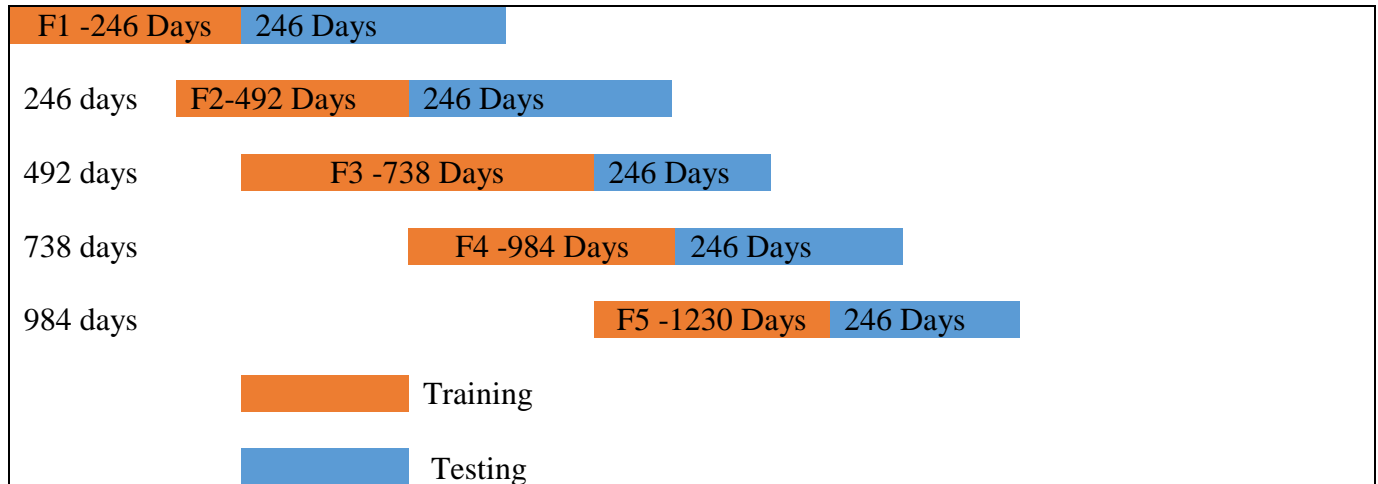 F1 -246 Days 246 Days
246 days F2-492 Days 246 Days
492 days F3 -738 Days 246 Days
738 days F4 -984 Days 246 Days
984 days F5 -1230 Days 246 Days
Training
Testing